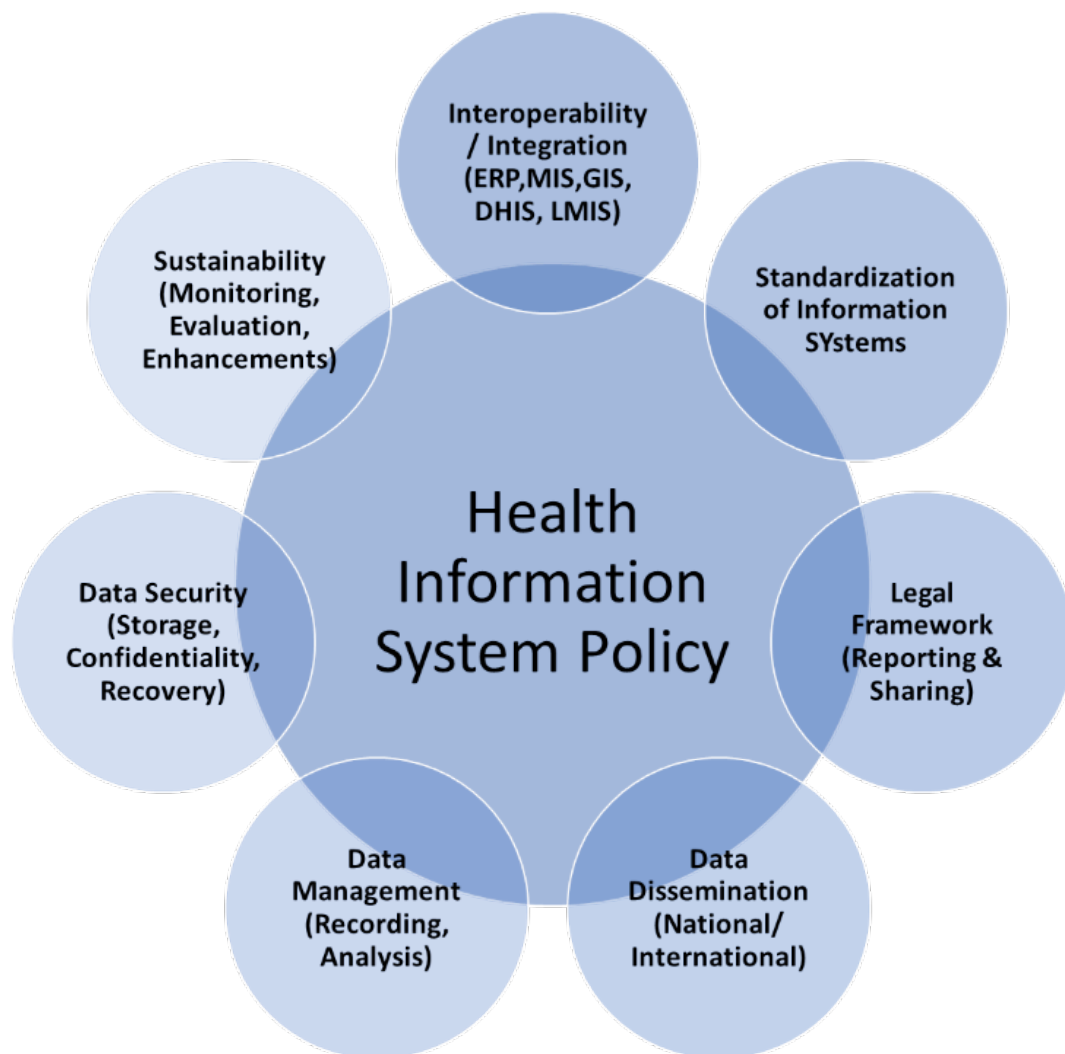 Interoperability
/ Integration
(ERP,MIS,GIS,
DHIS, LMIS)
Standardization
of Information
SYstems
Legal
Framework
(Reporting &
Sharing)
Data
Dissemination
(National/
International)
Data
Management
(Recording,
Analysis)
Data Security
(Storage,
Confidentiality,
Recovery)
Sustainability
(Monitoring,
Evaluation,
Enhancements)
Health
Information
System Policy